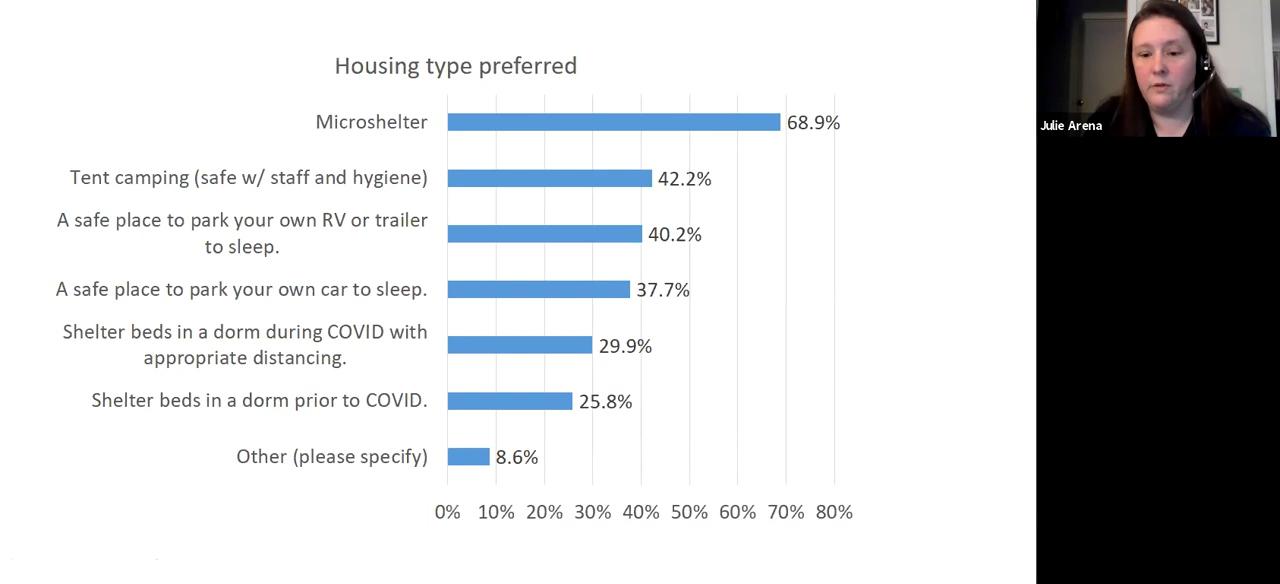 Housing type preferred
Microshelter
68.9%
Tent camping (safe w/ staff and hygiene)
42.2%
A safe place to park your own RV or trailer
to sleep.
40.2%
A safe place to park your own car to sleep.
37.7%
Shelter beds in a dorm during COVID with
appropriate distancing.
29.9%
Shelter beds in a dorm prior to COVID.
25.8%
Other (please specify)
8.6%
0% 10% 20% 30% 40% 50% 60% 70% 80%
Julie Arena